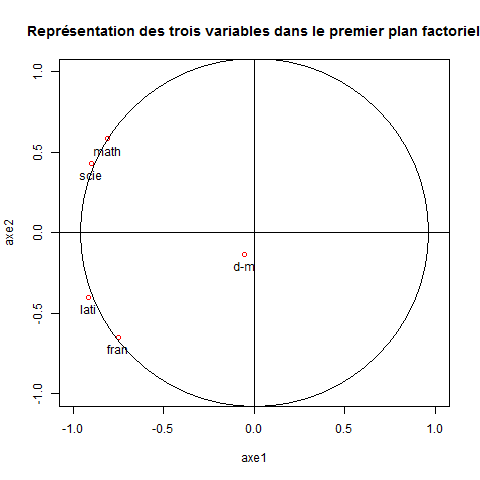 Représentation des trois variables dans le premier plan factoriel
1.0
math
0.5
scie
axe2
0.0
d-m
lati
-0.5
fran
-1.0
-1.0 -0.5 0.0 0.5 1.0
axe1